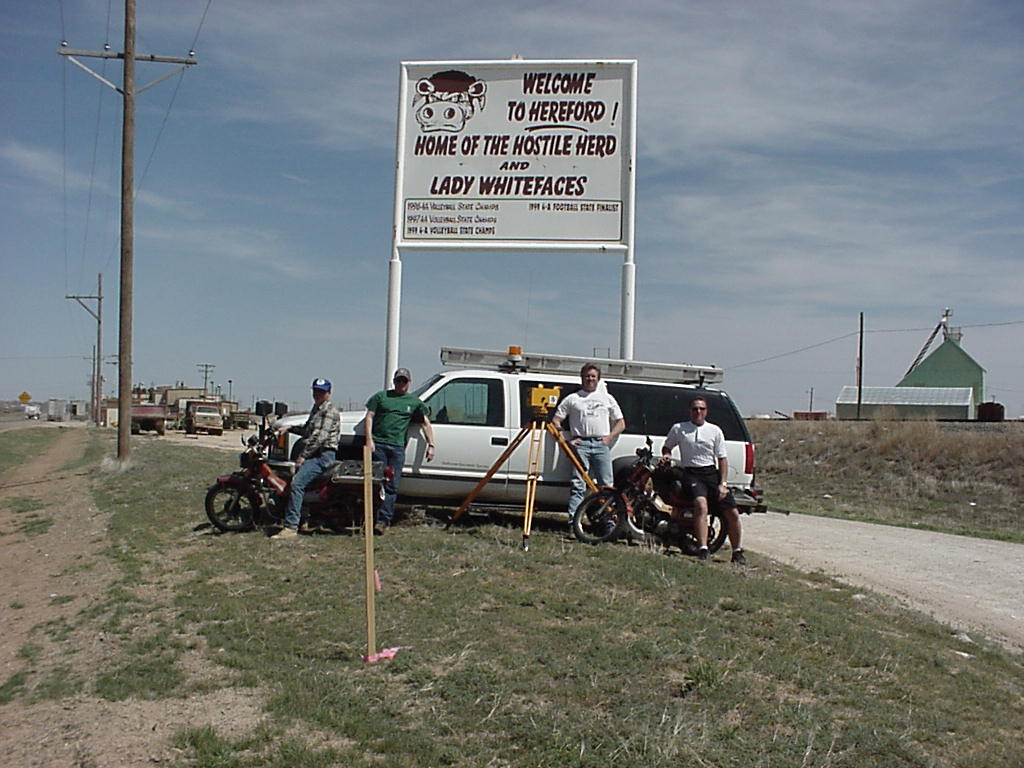 WELCOME
TO HEREFORD !
HOME OF THE HOSTILE HERD
AND
LADY WHITEFACES
1996 4A VOLLEYBALL STATE CHAMPS
1999 4-A FOOTBALL STATE FINALIST
1997 4A VOLLEYBALL STATE CHAMPS
1999 4-A VOLLEYBALL STATE CHAMPS